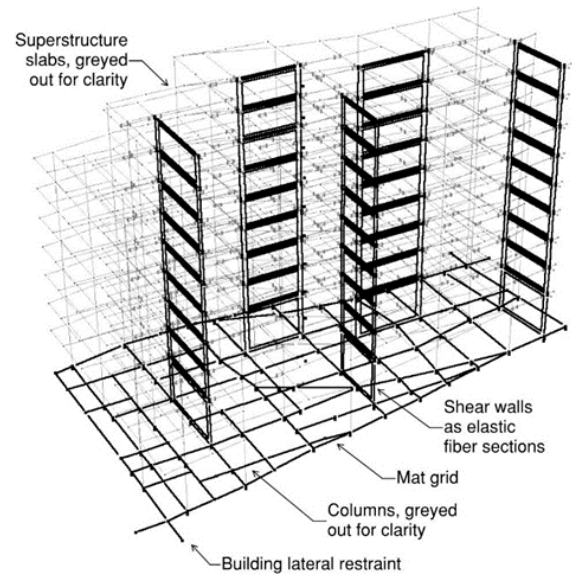 Superstructure
slabs, greyed
out for clarity
Shear walls
as elastic
fiber sections
Mat grid
Columns, greyed
out for clarity
Building lateral restraint